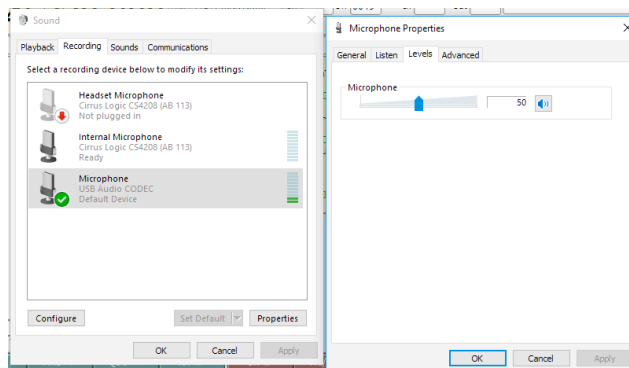 Sound
Playback Recording Sounds Communications
Select a recording device below to modify its settings:
Headset Microphone
Cirrus Logic CS4208 (AB 113)
Not plugged in
Internal Microphone
Cirrus Logic CS4208 (AB 113)
Ready
Microphone
USB Audio CODEC
Default Device
Configure Set Default Properties
OK Cancel Apply
Microphone Properties
General Listen Levels Advanced
Microphone
50
OK Cancel Apply